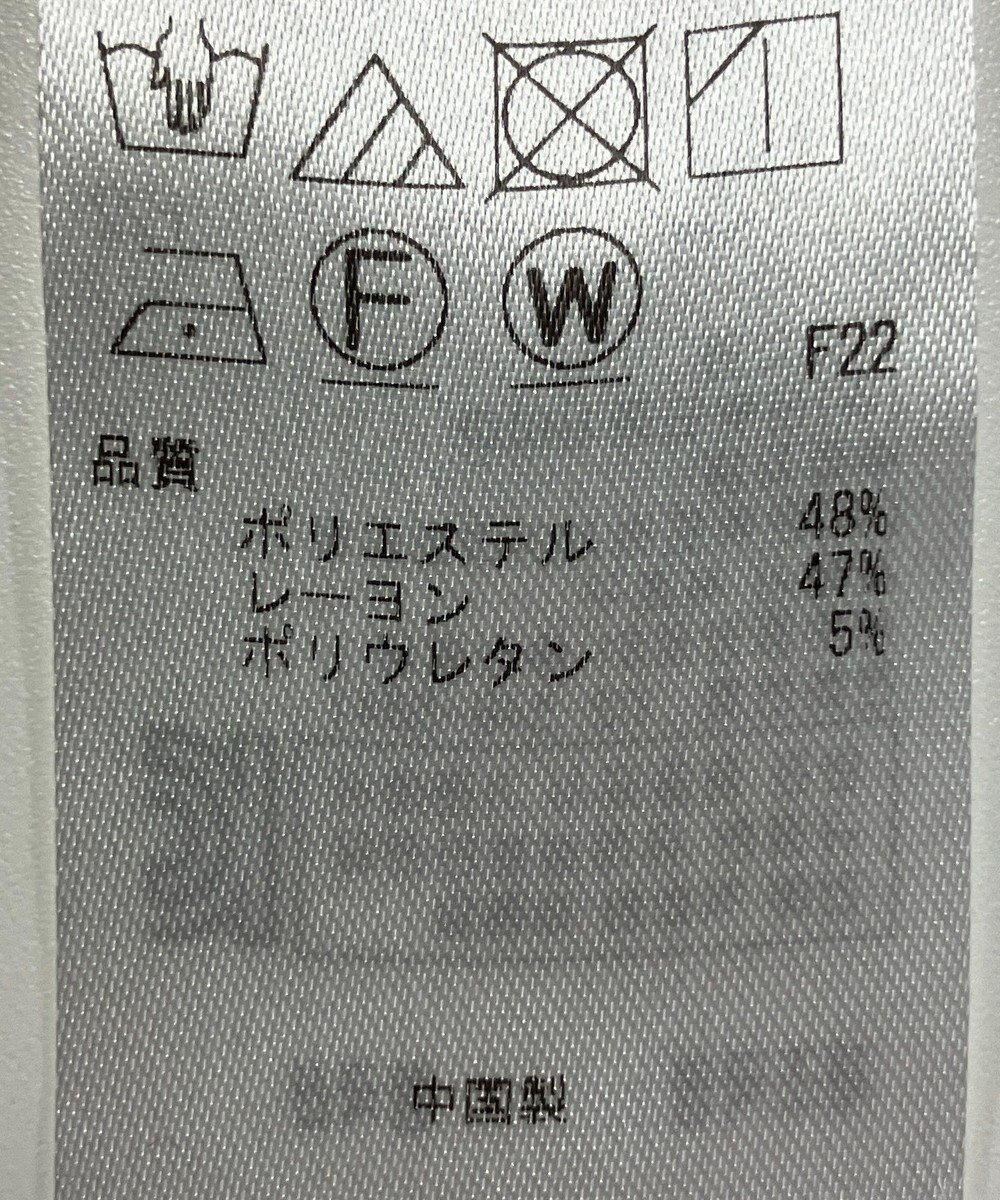 F W
F22
品質
ポリエステル 48%
レーヨン 47%
ポリウレタン 5%
中国製